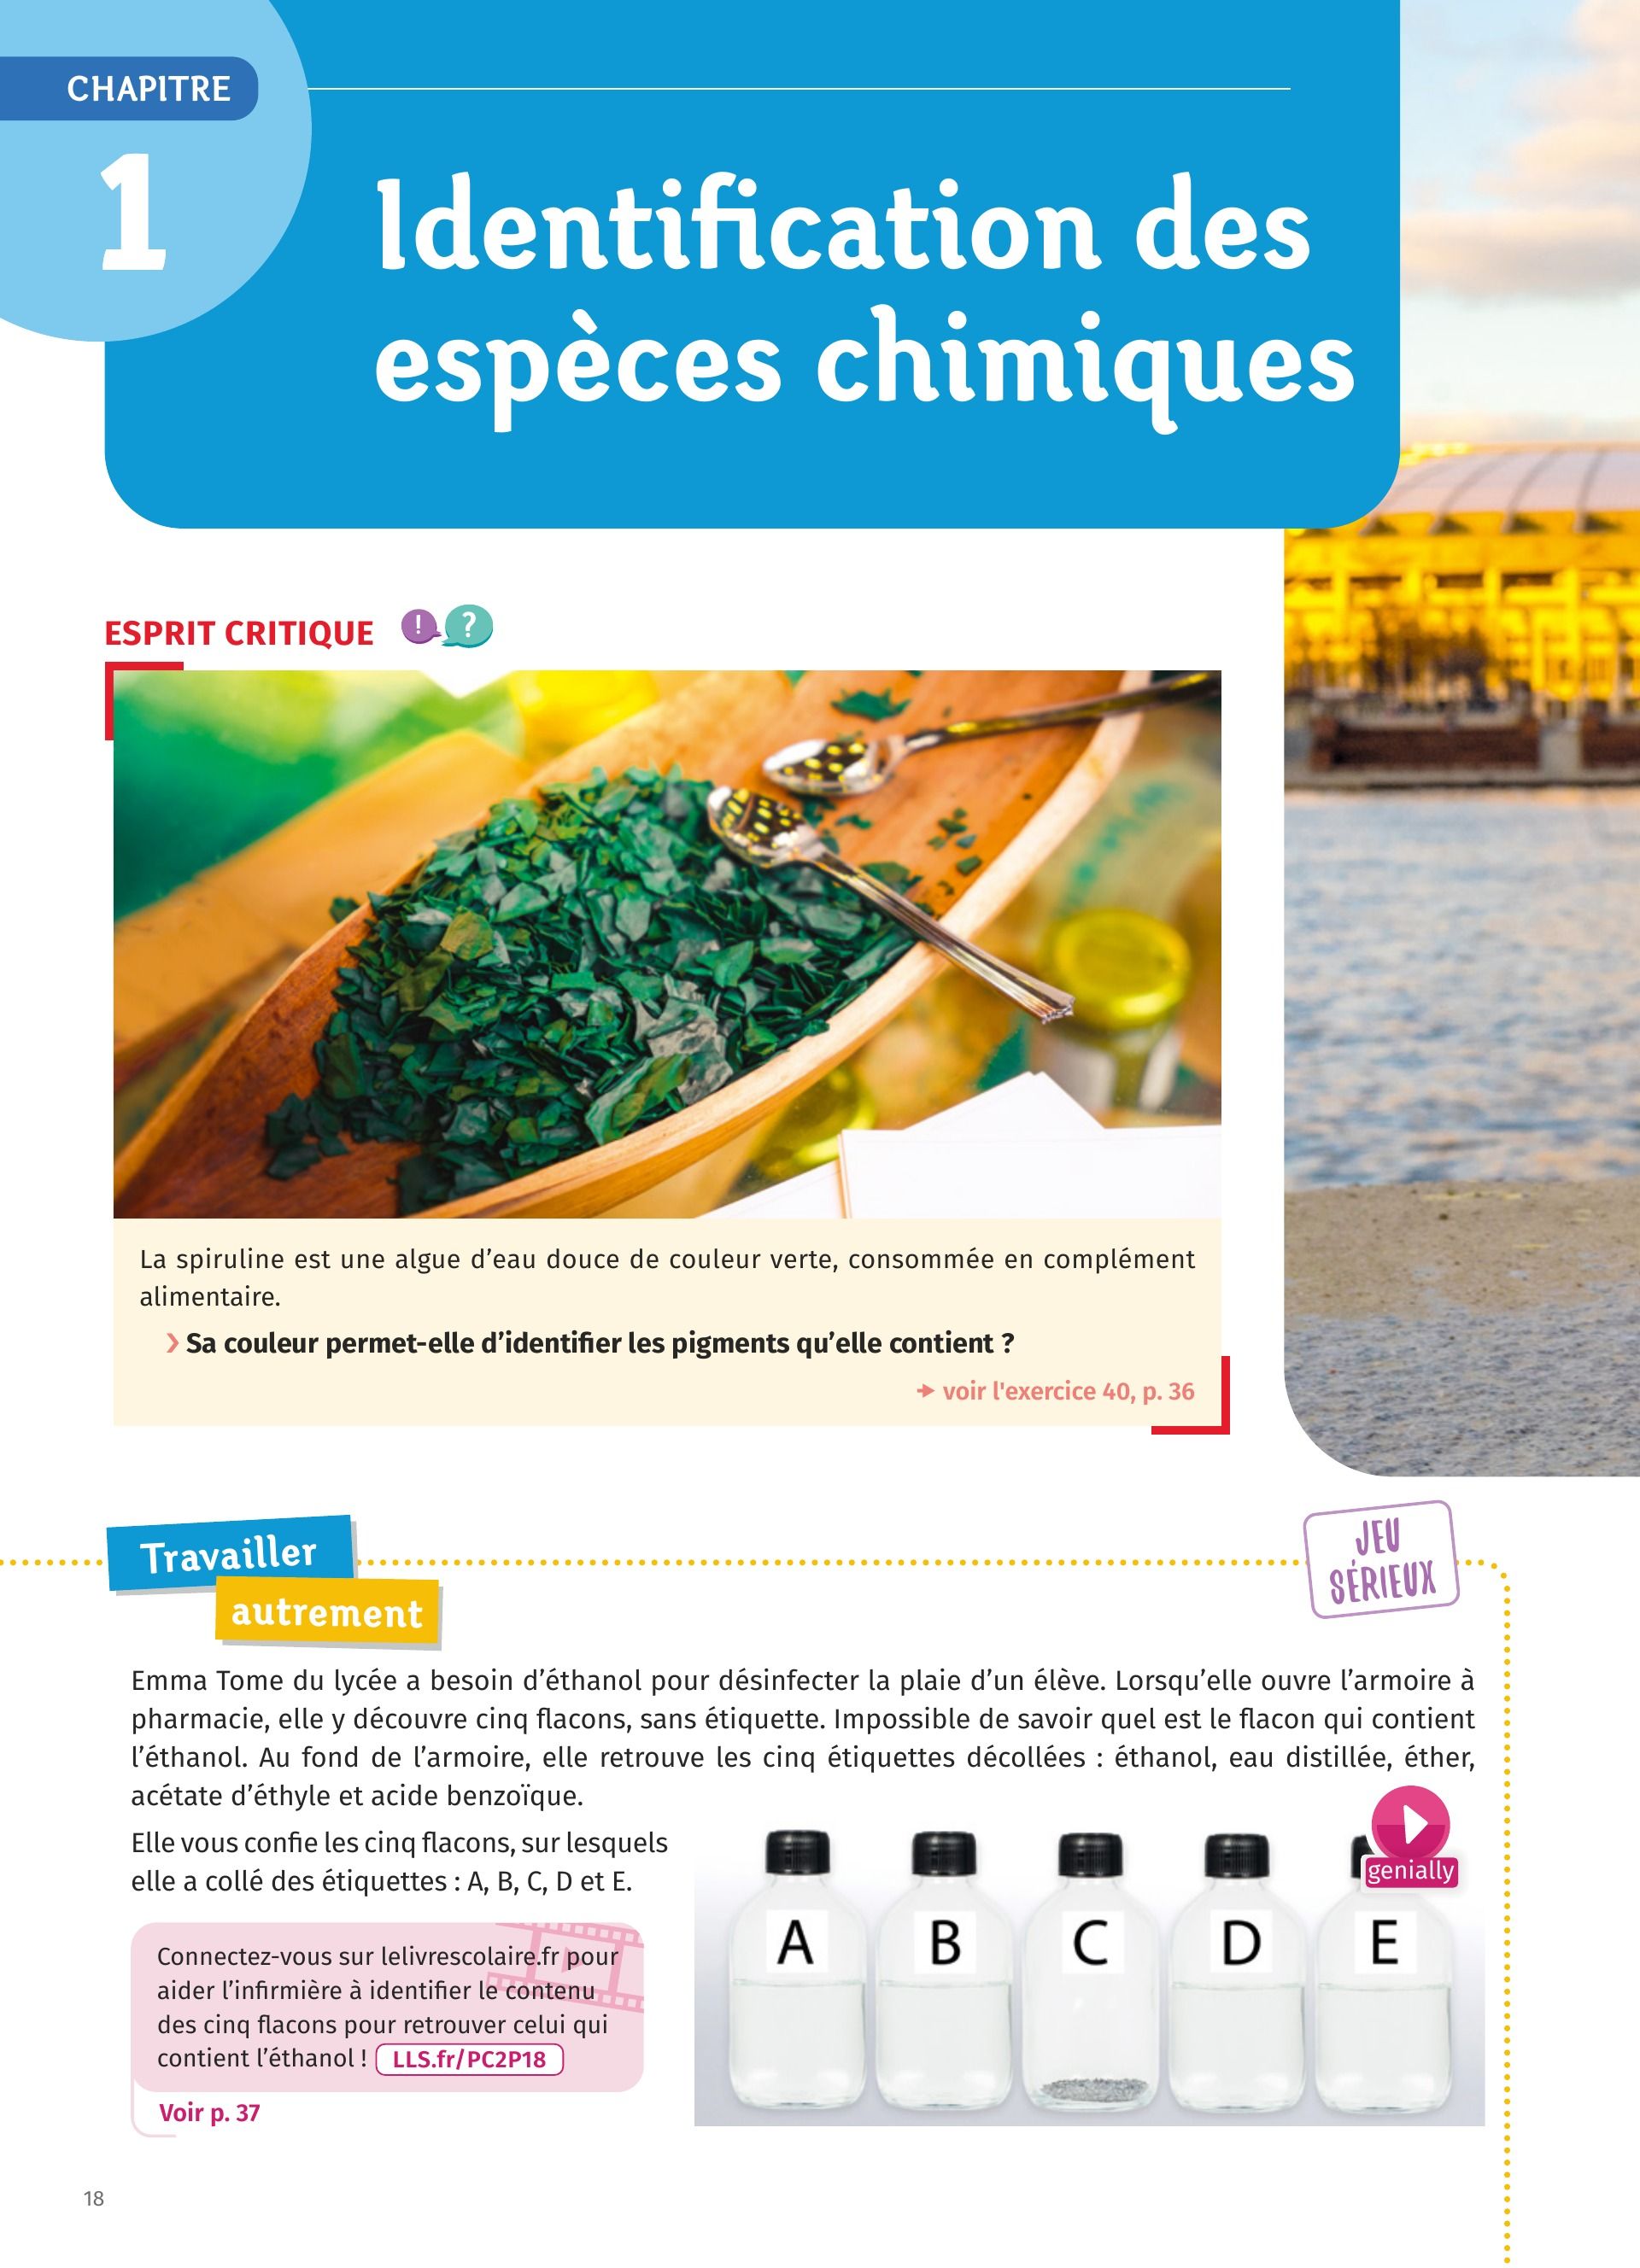 CHAPITRE
1
Identification des
espèces chimiques
ESPRIT CRITIQUE
! ?
La spiruline est une algue d'eau douce de couleur verte, consommée en complément
alimentaire.
Sa couleur permet-elle d'identifier les pigments qu'elle contient ?
voir l'exercice 40, p. 36
Travailler
autrement
JEU
SÉRIEUX
Emma Tome du lycée a besoin d'éthanol pour désinfecter la plaie d'un élève. Lorsqu'elle ouvre l'armoire à
pharmacie, elle y découvre cinq flacons, sans étiquette. Impossible de savoir quel est le flacon qui contient
l'éthanol. Au fond de l'armoire, elle retrouve les cinq étiquettes décollées : éthanol, eau distillée, éther,
acétate d'éthyle et acide benzoïque.
Elle vous confie les cinq flacons, sur lesquels
elle a collé des étiquettes : A, B, C, D et E.
genially
A B C D E
Connectez-vous sur lelivrescolaire.fr pour
aider l'infirmière à identifier le contenu
des cinq flacons pour retrouver celui qui
contient l'éthanol ! LLS.fr/PC2P18
Voir p. 37
18